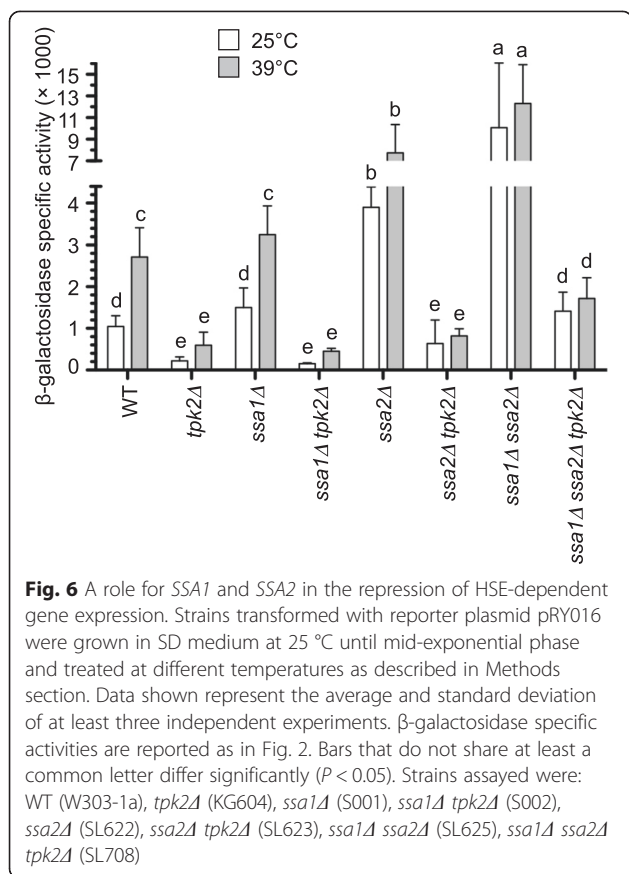 25°C
39°C
β-galactosidase specific activity (× 1000)
15
13
11
9
7
4
3
2
1
0
d
c
e
e
d
c
e
e
b
b
e
e
a
a
d
d
WT
tpk2Δ
ssa1Δ
ssa1Δ tpk2Δ
ssa2Δ
ssa2Δ tpk2Δ
ssa1Δ ssa2Δ
ssa1Δ ssa2Δ tpk2Δ
Fig. 6 A role for SSA1 and SSA2 in the repression of HSE-dependent
gene expression. Strains transformed with reporter plasmid pRY016
were grown in SD medium at 25 °C until mid-exponential phase
and treated at different temperatures as described in Methods
section. Data shown represent the average and standard deviation
of at least three independent experiments. β-galactosidase specific
activities are reported as in Fig. 2. Bars that do not share at least a
common letter differ significantly (P < 0.05). Strains assayed were:
WT (W303-1a), tpk2Δ (KG604), ssa1Δ (S001), ssa1Δ tpk2Δ (S002),
ssa2Δ (SL622), ssa2Δ tpk2Δ (SL623), ssa1Δ ssa2Δ (SL625), ssa1Δ ssa2Δ
tpk2Δ (SL708)